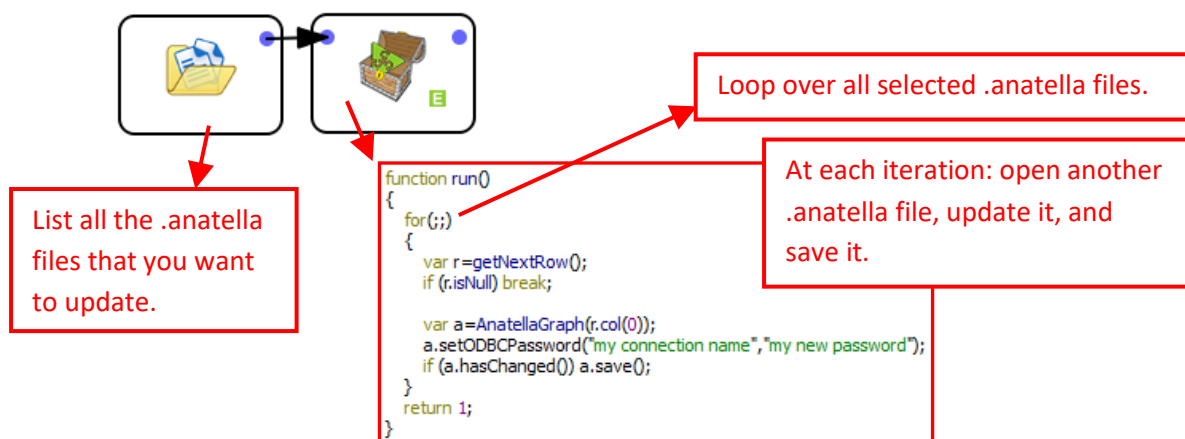 E
Loop over all selected .anatella files.
At each iteration: open another
.anatella file, update it, and
save it.
List all the .anatella
files that you want
to update.
function run()
{
for(;;)
{
var r=getNextRow();
if (r.isNull) break;
var a=AnatellaGraph(r.col(0));
a.setODBCPassword("my connection name","my new password");
if (a.hasChanged()) a.save();
}
return 1;
}